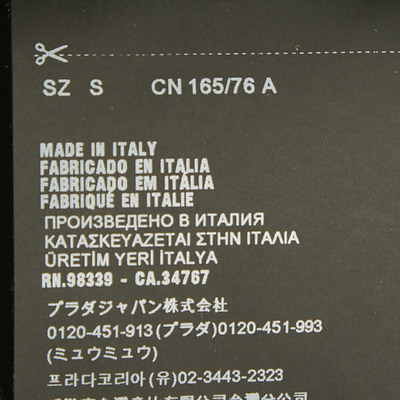 SZ S CN 165/76 A
MADE IN ITALY
FABRICADO EN ITALIA
FABRICADO EM ITÁLIA
FABRIQUÉ EN ITALIE
ПРОИЗВЕДЕНО В ИТАЛИЯ
ΚΑΤΑΣΚΕΥΑΖΕΤΑΙ ΣΤΗΝ ΙΤΑΛΙΑ
ÜRETİM YERİ İTALYA
RN.98339 - CA.34767
プラダジャパン株式会社
0120-451-913(プラダ)0120-451-993
(ミュウミュウ)
프라다코리아(유)02-3443-2323